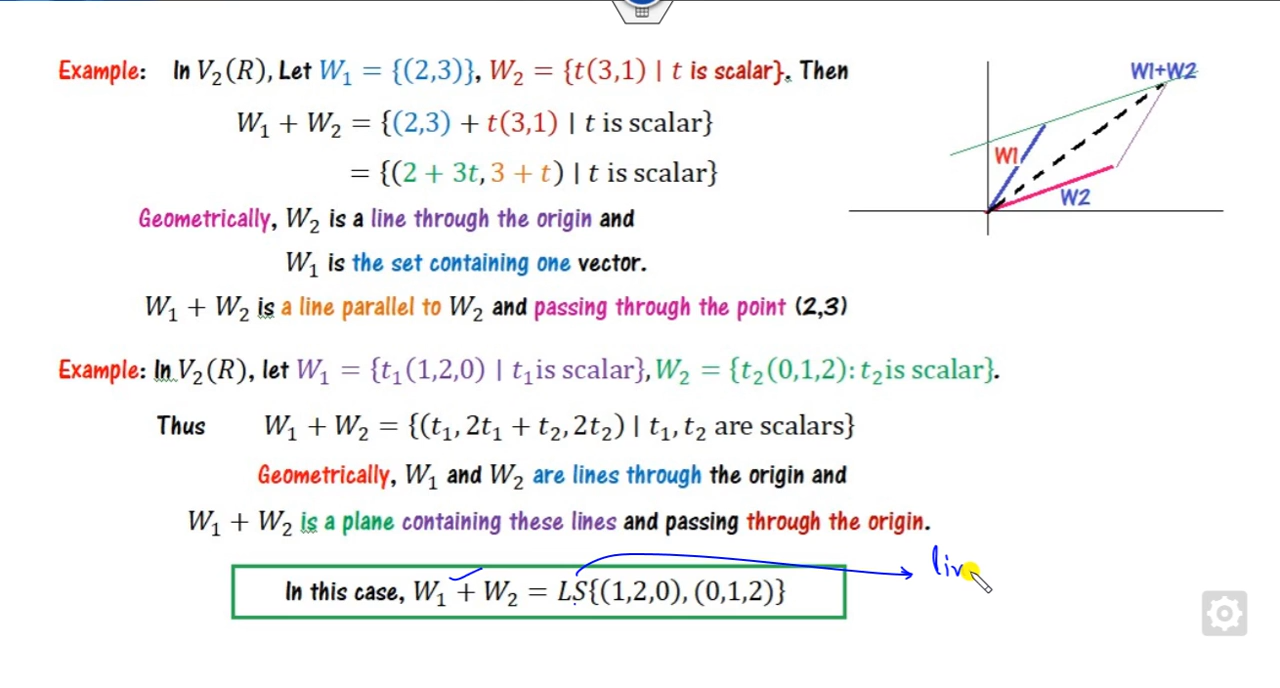 Example: In V₂(R), Let W₁ = {(2,3)}, W₂ = {t(3,1) | t is scalar}. Then
W₁ + W₂ = {(2,3) + t(3,1) | t is scalar}
= {(2 + 3t, 3 + t) | t is scalar}
Geometrically, W₂ is a line through the origin and
W₁ is the set containing one vector.
W₁ + W₂ is a line parallel to W₂ and passing through the point (2,3)
W1+W2
W1
W2
Example: In V₂(R), let W₁ = {t₁(1,2,0) | t₁is scalar}, W₂ = {t₂(0,1,2): t₂is scalar}.
Thus W₁ + W₂ = {(t₁, 2t₁ + t₂, 2t₂) | t₁, t₂ are scalars}
Geometrically, W₁ and W₂ are lines through the origin and
W₁ + W₂ is a plane containing these lines and passing through the origin.
In this case, W₁ + W₂ = LS{(1,2,0), (0,1,2)}